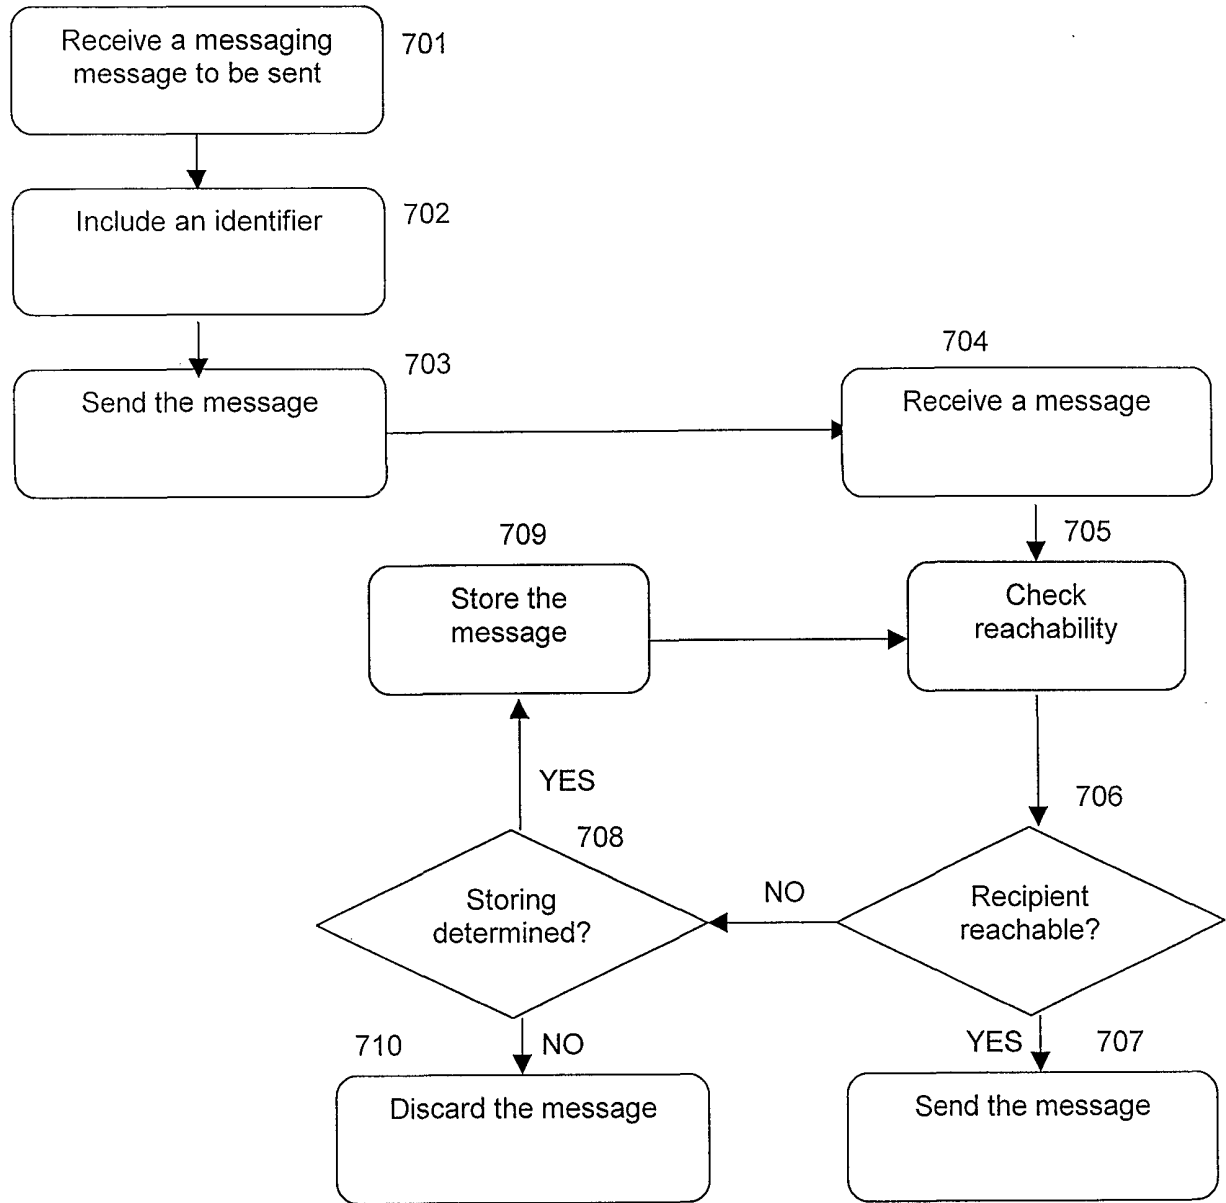 Receive a messaging
message to be sent
701
Include an identifier
702
703
Send the message
704
Receive a message
705
Check
reachability
709
Store the
message
YES
706
708
Storing
determined?
NO
Recipient
reachable?
710
NO
Discard the message
YES
707
Send the message